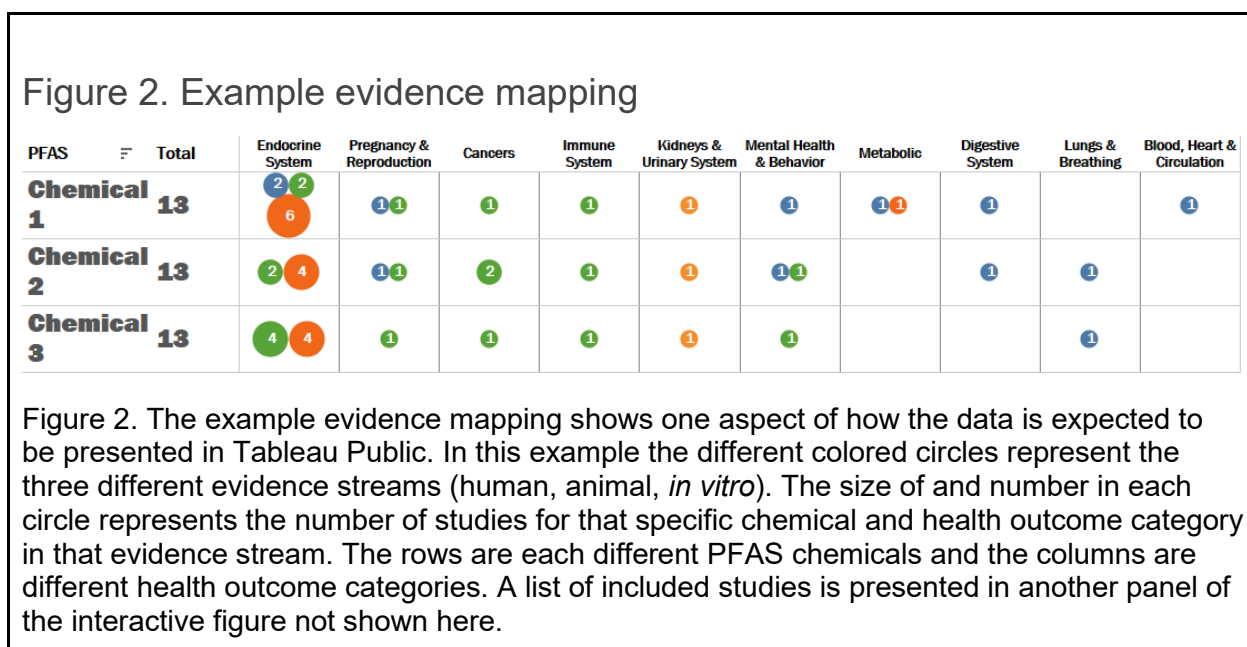 Figure 2. Example evidence mapping
PFAS Total Endocrine System Pregnancy & Reproduction Cancers Immune System Kidneys & Urinary System Mental Health & Behavior Metabolic Digestive System Lungs & Breathing Blood, Heart & Circulation
Chemical 1 13 2 2 6 1 1 1 1 1 1 1 1 1 1
Chemical 2 13 2 4 1 1 2 1 1 1 1 1 1
Chemical 3 13 4 4 1 1 1 1 1 1
Figure 2. The example evidence mapping shows one aspect of how the data is expected to
be presented in Tableau Public. In this example the different colored circles represent the
three different evidence streams (human, animal, in vitro). The size of and number in each
circle represents the number of studies for that specific chemical and health outcome category
in that evidence stream. The rows are each different PFAS chemicals and the columns are
different health outcome categories. A list of included studies is presented in another panel of
the interactive figure not shown here.